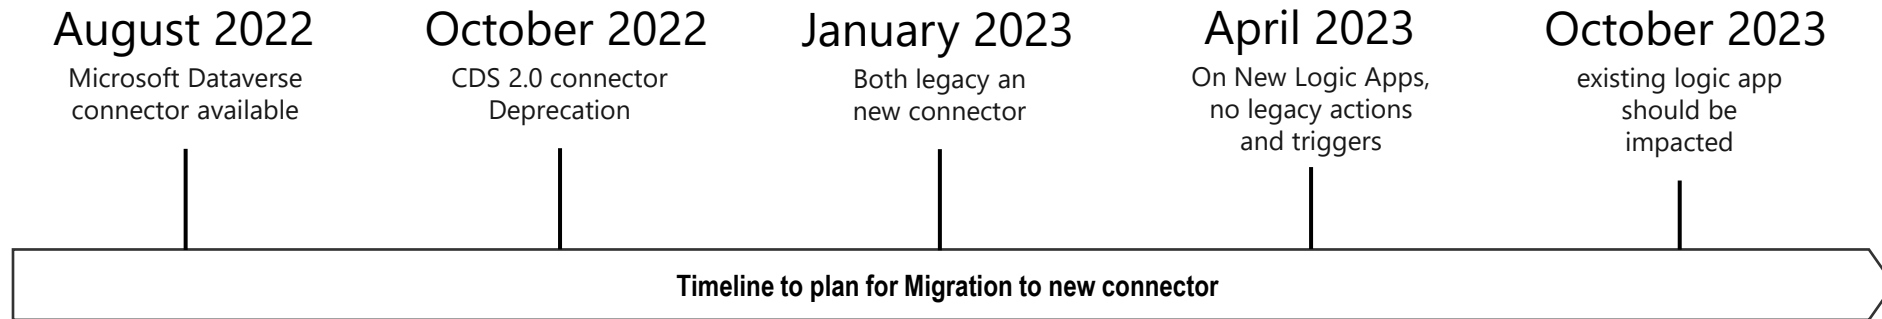 August 2022
Microsoft Dataverse
connector available
October 2022
CDS 2.0 connector
Deprecation
January 2023
Both legacy an
new connector
April 2023
On New Logic Apps,
no legacy actions
and triggers
October 2023
existing logic app
should be
impacted
Timeline to plan for Migration to new connector